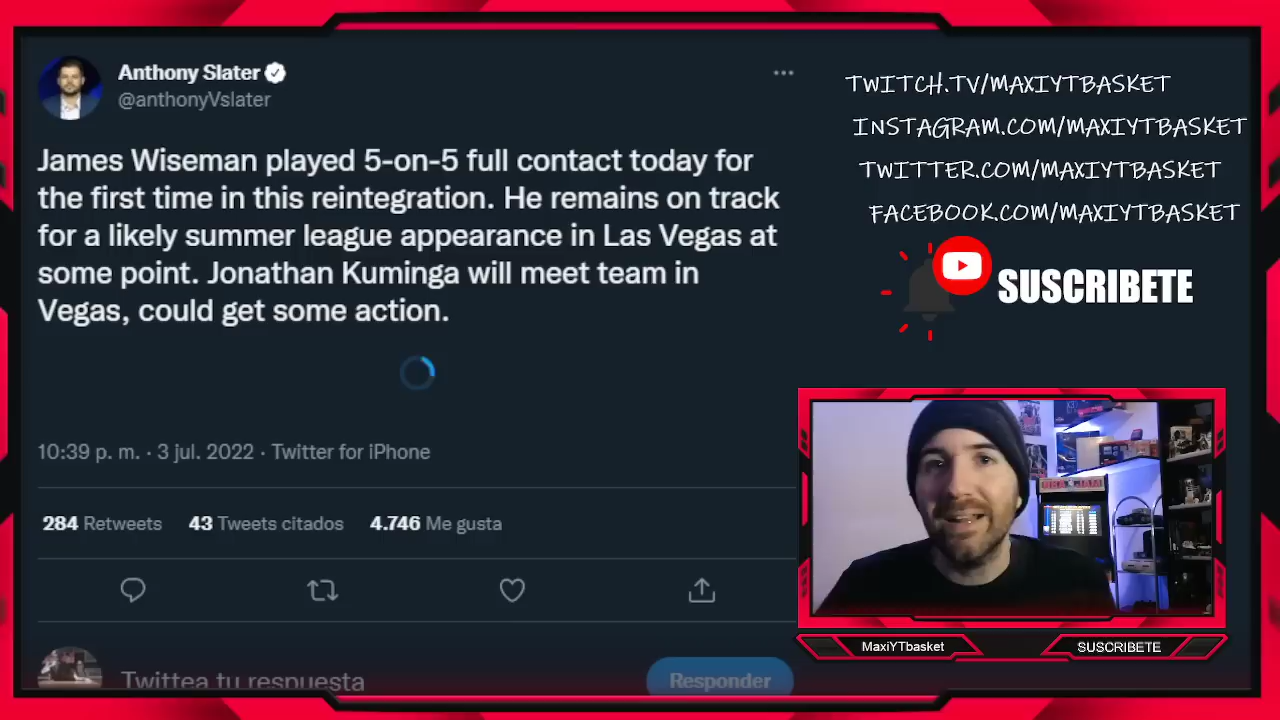 Anthony Slater
@anthonyVslater
James Wiseman played 5-on-5 full contact today for
the first time in this reintegration. He remains on track
for a likely summer league appearance in Las Vegas at
some point. Jonathan Kuminga will meet team in
Vegas, could get some action.
10:39 p. m. · 3 jul. 2022 · Twitter for iPhone
284 Retweets 43 Tweets citados 4.746 Me gusta
Twittea tu respuesta
Responder
TWITCH.TV/MAXIYTBASKET
INSTAGRAM.COM/MAXIYTBASKET
TWITTER.COM/MAXIYTBASKET
FACEBOOK.COM/MAXIYTBASKET
SUSCRIBETE
NBA JAM
MaxiYTbasket
SUSCRIBETE